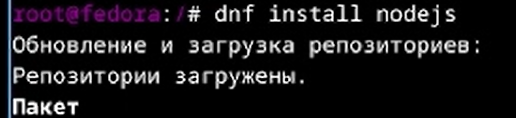 root@fedora:/# dnf install nodejs
Обновление и загрузка репозиториев:
Репозитории загружены.
Пакет